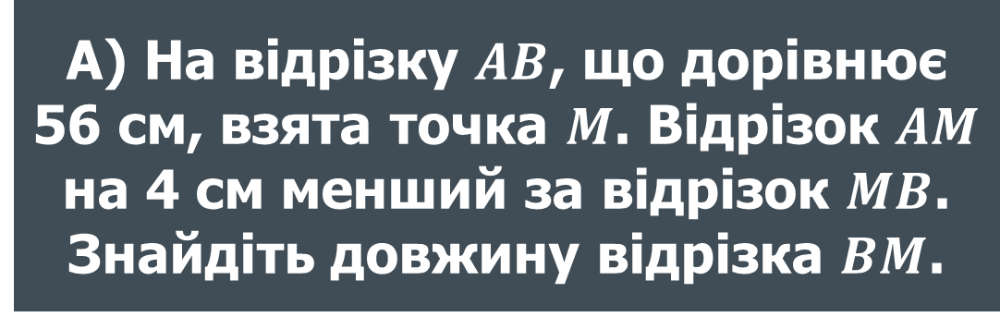 А) На відрізку AB, що дорівнює
56 см, взята точка M. Відрізок AM
на 4 см менший за відрізок MB.
Знайдіть довжину відрізка BM.